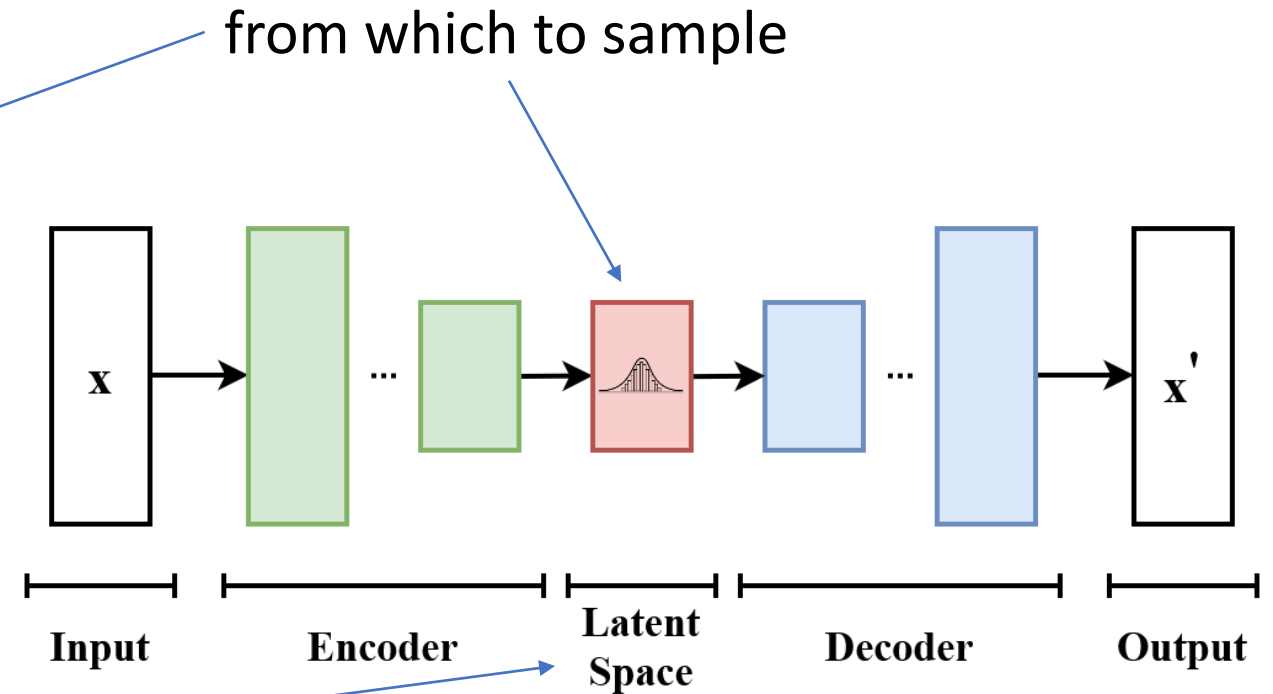 from which to sample
x
...
...
x'
Input
Encoder
Latent
Space
Decoder
Output